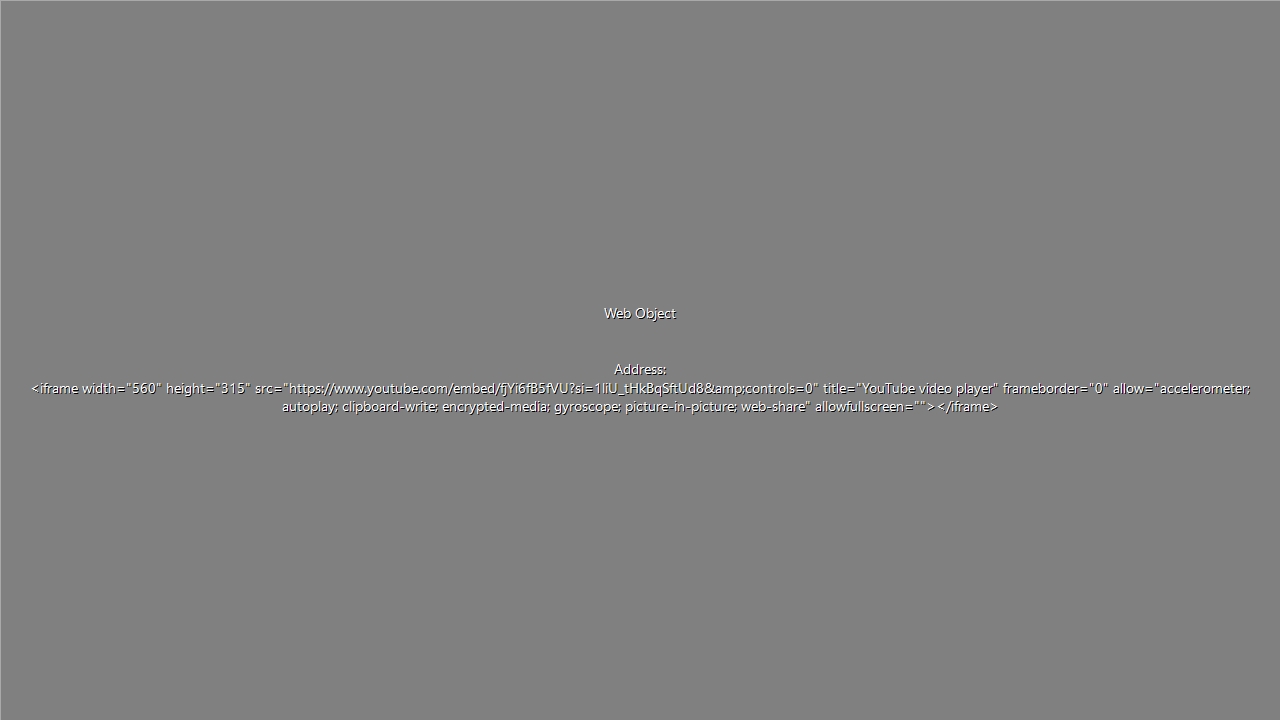 Web Object
Address:
<iframe width="560" height="315" src="https://www.youtube.com/embed/fjYi6fB5fVU?si=1liU_tHkBqSftUd8&amp;controls=0" title="YouTube video player" frameborder="0" allow="accelerometer;
autoplay; clipboard-write; encrypted-media; gyroscope; picture-in-picture; web-share" allowfullscreen=""></iframe>